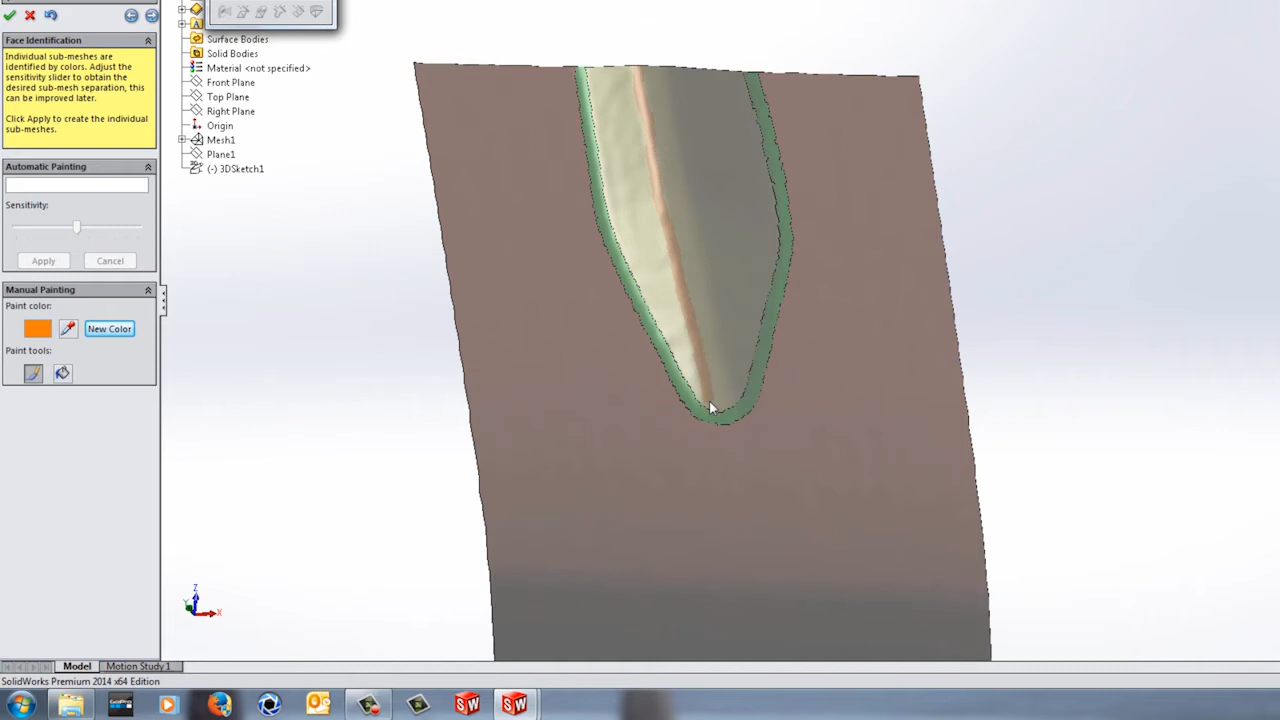 Face Identification
Individual sub-meshes are
identified by colors. Adjust the
sensitivity slider to obtain the
desired sub-mesh separation, this
can be improved later.
Click Apply to create the individual
sub-meshes.
Automatic Painting
Sensitivity:
Apply
Cancel
Manual Painting
Paint color:
New Color
Paint tools:
A
Surface Bodies
Solid Bodies
Material <not specified>
Front Plane
Top Plane
Right Plane
Origin
Mesh1
Plane1
(-) 3DSketch1
Z
Y
X
Model
Motion Study 1
SolidWorks Premium 2014 x64 Edition
GoPro
SW
SW